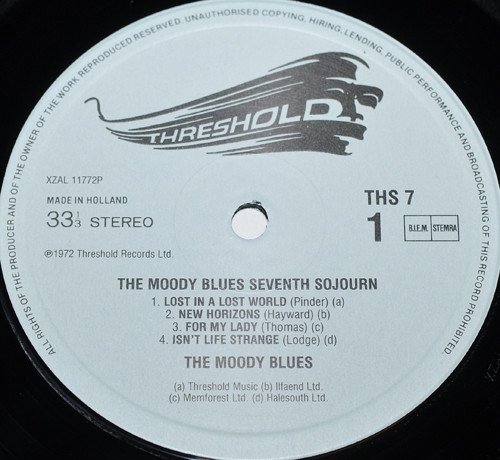 ALL RIGHTS OF THE PRODUCER AND OF THE OWNER OF THE WORK REPRODUCED RESERVED. UNAUTHORISED COPYING, HIRING, LENDING, PUBLIC PERFORMANCE AND BROADCASTING OF THIS RECORD PROHIBITED.
THRESHOLD
XZAL 11772P
MADE IN HOLLAND
33⅓ STEREO
℗1972 Threshold Records Ltd.
THS 7
1
B.I.E.M. STEMRA
THE MOODY BLUES SEVENTH SOJOURN
1. LOST IN A LOST WORLD (Pinder) (a)
2. NEW HORIZONS (Hayward) (b)
3. FOR MY LADY (Thomas) (c)
4. ISN'T LIFE STRANGE (Lodge) (d)
THE MOODY BLUES
(a) Threshold Music (b) Ilfaend Ltd.
(c) Memforest Ltd. (d) Halesouth Ltd.